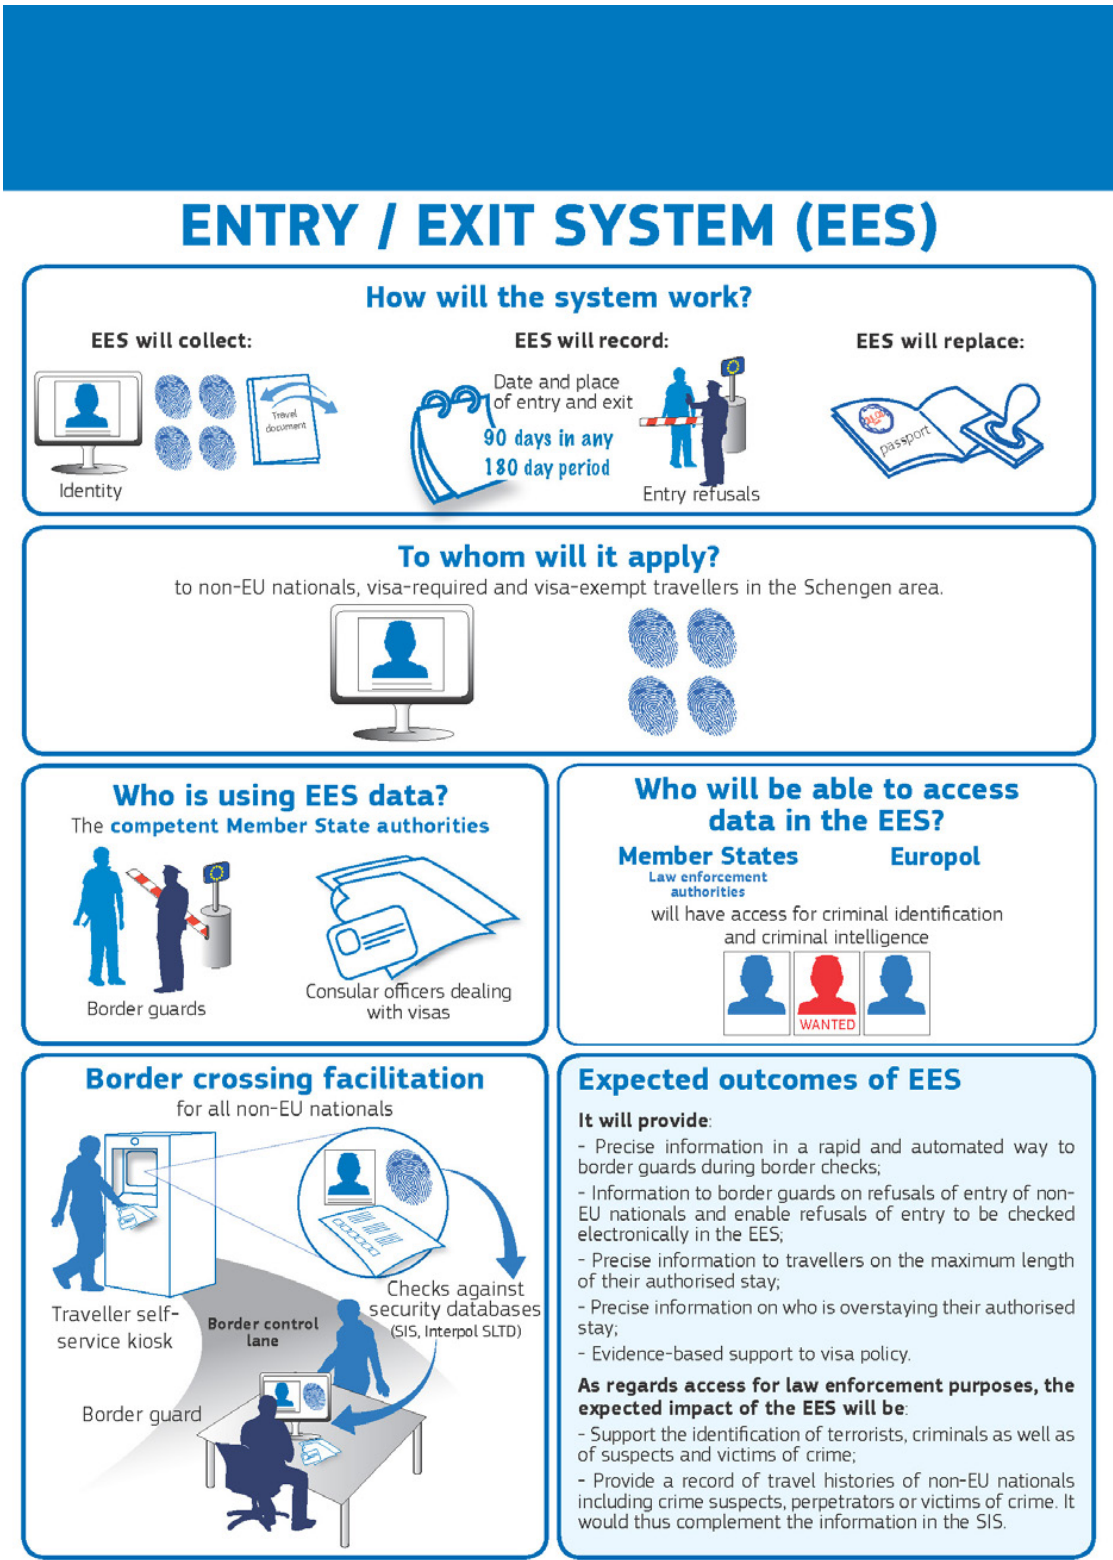 ENTRY / EXIT SYSTEM (EES)
How will the system work?
EES will collect:
Travel
document
Identity
EES will record:
Date and place
of entry and exit
90 days in any
180 day period
Entry refusals
EES will replace:
passport
To whom will it apply?
to non-EU nationals, visa-required and visa-exempt travellers in the Schengen area.
Who is using EES data?
The competent Member State authorities
Border guards
Consular officers dealing
with visas
Who will be able to access
data in the EES?
Member States
Law enforcement
authorities
Europol
will have access for criminal identification
and criminal intelligence
WANTED
Border crossing facilitation
for all non-EU nationals
Traveller self-
service kiosk
Checks against
security databases
(SIS, Interpol SLTD)
Border control
lane
Border guard
Expected outcomes of EES
It will provide:
- Precise information in a rapid and automated way to
border guards during border checks;
- Information to border guards on refusals of entry of non-
EU nationals and enable refusals of entry to be checked
electronically in the EES;
- Precise information to travellers on the maximum length
of their authorised stay;
- Precise information on who is overstaying their authorised
stay;
- Evidence-based support to visa policy.
As regards access for law enforcement purposes, the
expected impact of the EES will be:
- Support the identification of terrorists, criminals as well as
of suspects and victims of crime;
- Provide a record of travel histories of non-EU nationals
including crime suspects, perpetrators or victims of crime. It
would thus complement the information in the SIS.